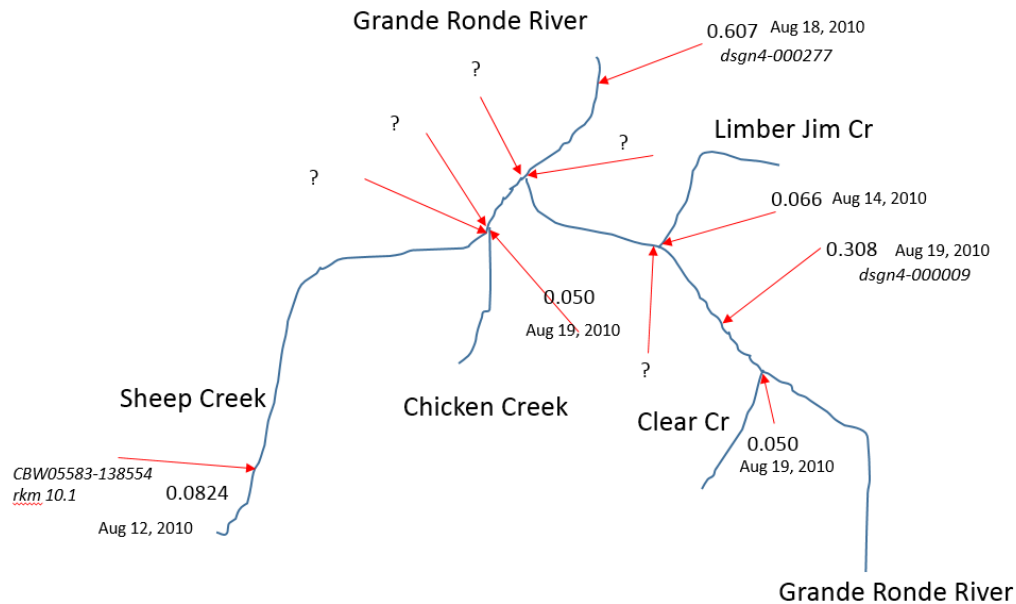 Grande Ronde River
0.607 Aug 18, 2010
dsgn4-000277
?
?
?
?
Limber Jim Cr
0.066 Aug 14, 2010
0.308 Aug 19, 2010
dsgn4-000009
0.050
Aug 19, 2010
?
Sheep Creek
Chicken Creek
Clear Cr
0.050
Aug 19, 2010
CBW05583-138554
rkm 10.1
0.0824
Aug 12, 2010
Grande Ronde River